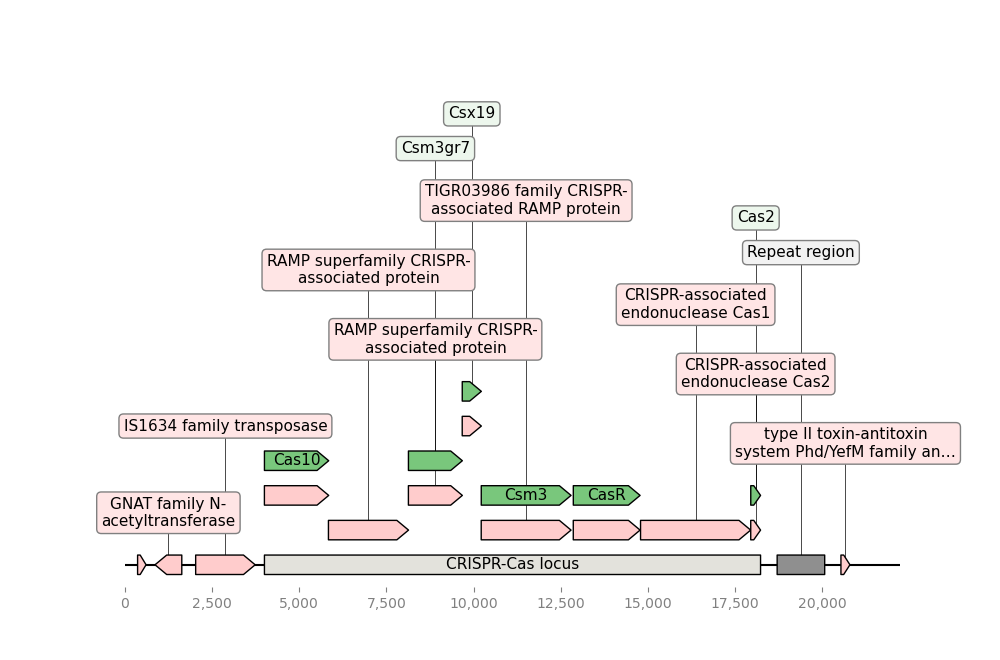 Csx19
Csm3gr7
TIGR03986 family CRISPR-
associated RAMP protein
Cas2
Repeat region
RAMP superfamily CRISPR-
associated protein
CRISPR-associated
endonuclease Cas1
RAMP superfamily CRISPR-
associated protein
CRISPR-associated
endonuclease Cas2
IS1634 family transposase
type II toxin-antitoxin
system Phd/YefM family an...
Cas10
GNAT family N-
acetyltransferase
Csm3
CasR
CRISPR-Cas locus
0 2,500 5,000 7,500 10,000 12,500 15,000 17,500 20,000